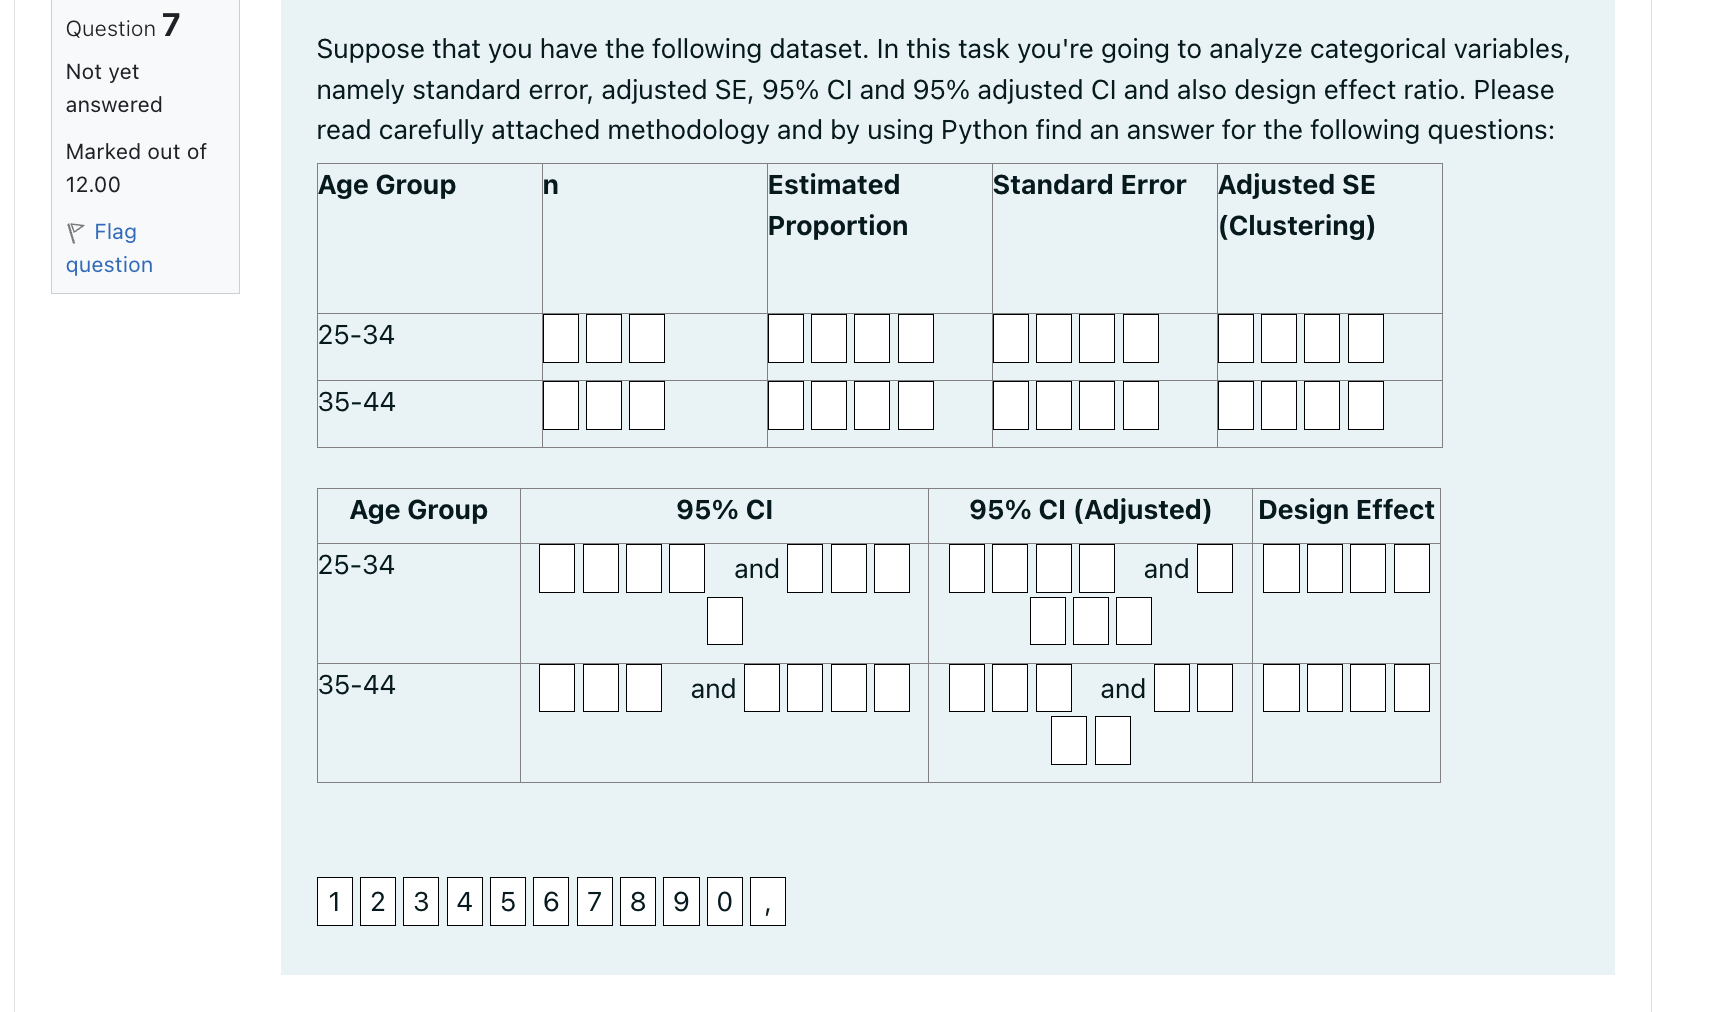 Question 7
Not yet
answered
Marked out of
12.00
Flag
question
Suppose that you have the following dataset. In this task you're going to analyze categorical variables,
namely standard error, adjusted SE, 95% CI and 95% adjusted CI and also design effect ratio. Please
read carefully attached methodology and by using Python find an answer for the following questions:
Age Group n Estimated Standard Error Adjusted SE
Proportion (Clustering)
25-34
35-44
Age Group 95% CI 95% CI (Adjusted) Design Effect
25-34 and and
35-44 and and
1 2 3 4 5 6 7 8 9 0 ,